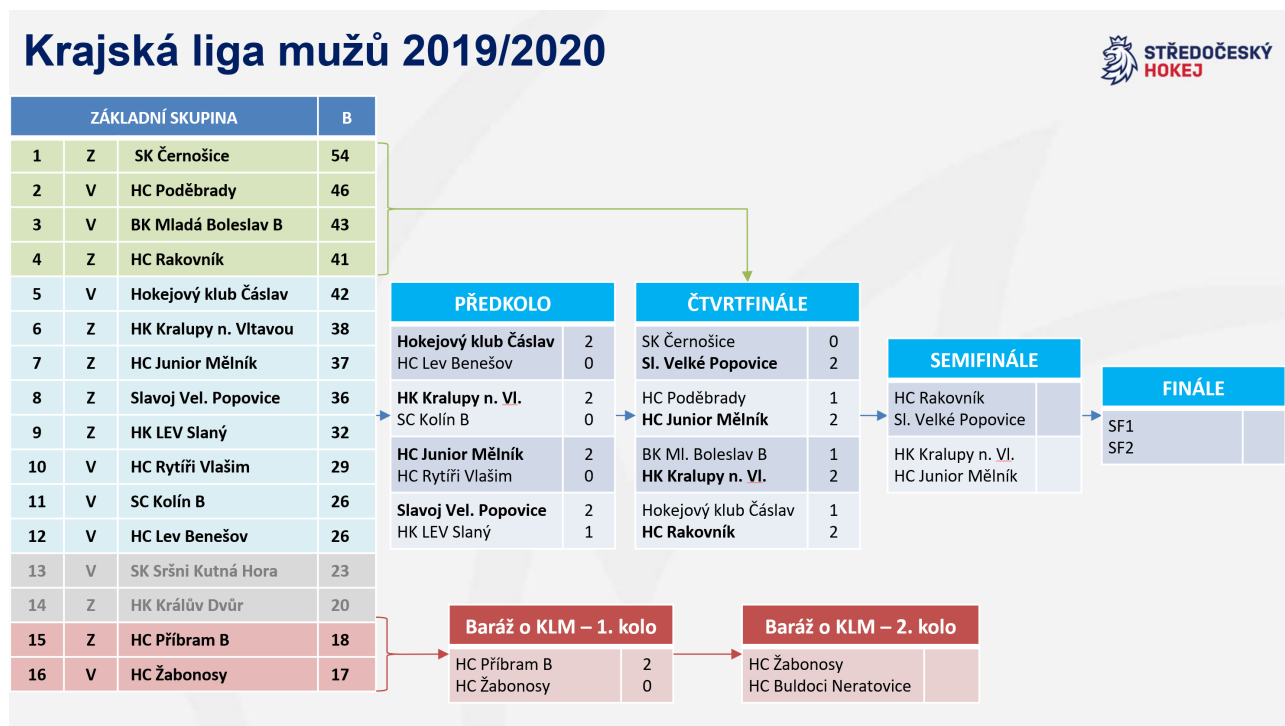 Krajská liga mužů 2019/2020
STŘEDOČESKÝ
HOKEJ
ZÁKLADNÍ SKUPINA B
1 Z SK Černošice 54
2 V HC Poděbrady 46
3 V BK Mladá Boleslav B 43
4 Z HC Rakovník 41
5 V Hokejový klub Čáslav 42
6 Z HK Kralupy n. Vltavou 38
7 Z HC Junior Mělník 37
8 Z Slavoj Vel. Popovice 36
9 Z HK LEV Slaný 32
10 V HC Rytíři Vlašim 29
11 V SC Kolín B 26
12 V HC Lev Benešov 26
13 V SK Sršni Kutná Hora 23
14 Z HK Králův Dvůr 20
15 Z HC Příbram B 18
16 V HC Žabonosy 17
PŘEDKOLO
Hokejový klub Čáslav 2
HC Lev Benešov 0
HK Kralupy n. Vl. 2
SC Kolín B 0
HC Junior Mělník 2
HC Rytíři Vlašim 0
Slavoj Vel. Popovice 2
HK LEV Slaný 1
ČTVRTFINÁLE
SK Černošice 0
Sl. Velké Popovice 2
HC Poděbrady 1
HC Junior Mělník 2
BK Ml. Boleslav B 1
HK Kralupy n. Vl. 2
Hokejový klub Čáslav 1
HC Rakovník 2
SEMIFINÁLE
HC Rakovník
Sl. Velké Popovice
HK Kralupy n. Vl.
HC Junior Mělník
FINÁLE
SF1
SF2
Baráž o KLM – 1. kolo
HC Příbram B 2
HC Žabonosy 0
Baráž o KLM – 2. kolo
HC Žabonosy
HC Buldoci Neratovice